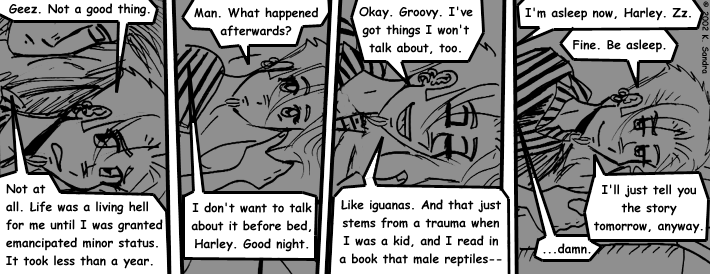 Geez. Not a good thing.
Not at
all. Life was a living hell
for me until I was granted
emancipated minor status.
It took less than a year.
Man. What happened
afterwards?
I don't want to talk
about it before bed,
Harley. Good night.
Okay. Groovy. I've
got things I won't
talk about, too.
Like iguanas. And that just
stems from a trauma when
I was a kid, and I read in
a book that male reptiles--
I'm asleep now, Harley. Zz.
Fine. Be asleep.
I'll just tell you
the story
tomorrow, anyway.
...damn.
© 2002 K. Sandra